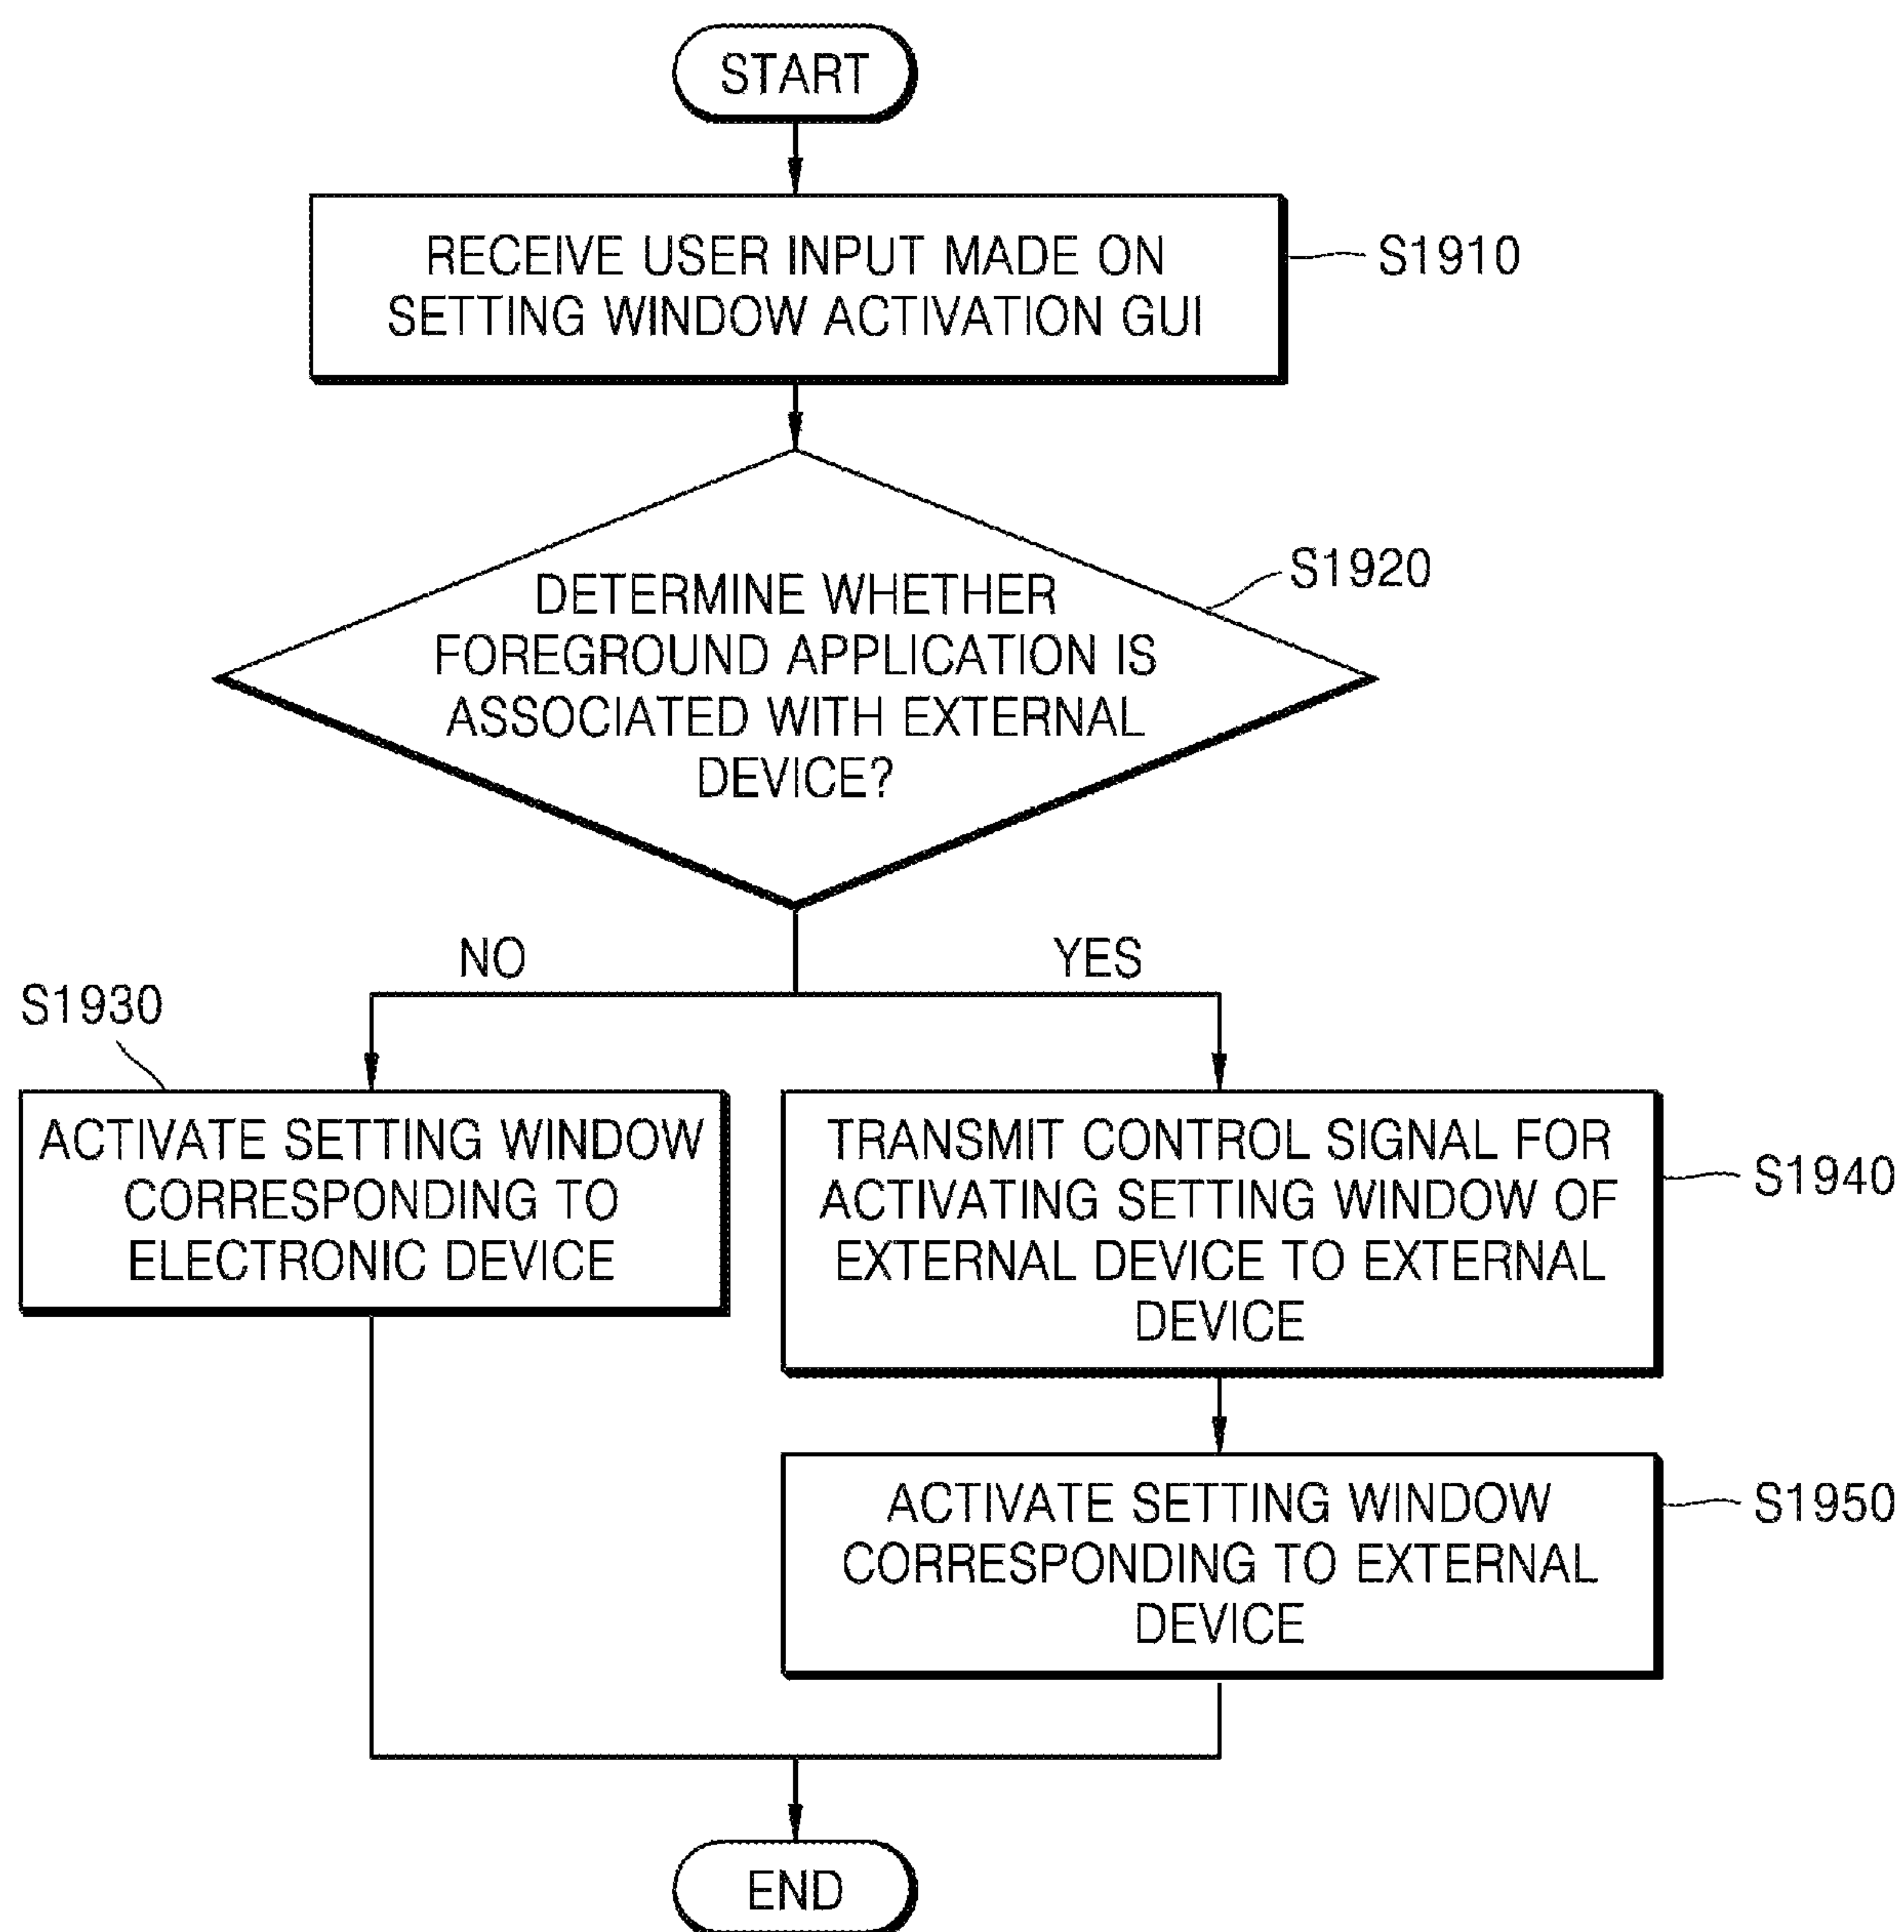 START
RECEIVE USER INPUT MADE ON
SETTING WINDOW ACTIVATION GUI
S1910
DETERMINE WHETHER
FOREGROUND APPLICATION IS
ASSOCIATED WITH EXTERNAL
DEVICE?
S1920
NO
YES
S1930
ACTIVATE SETTING WINDOW
CORRESPONDING TO
ELECTRONIC DEVICE
TRANSMIT CONTROL SIGNAL FOR
ACTIVATING SETTING WINDOW OF
EXTERNAL DEVICE TO EXTERNAL
DEVICE
S1940
ACTIVATE SETTING WINDOW
CORRESPONDING TO EXTERNAL
DEVICE
S1950
END